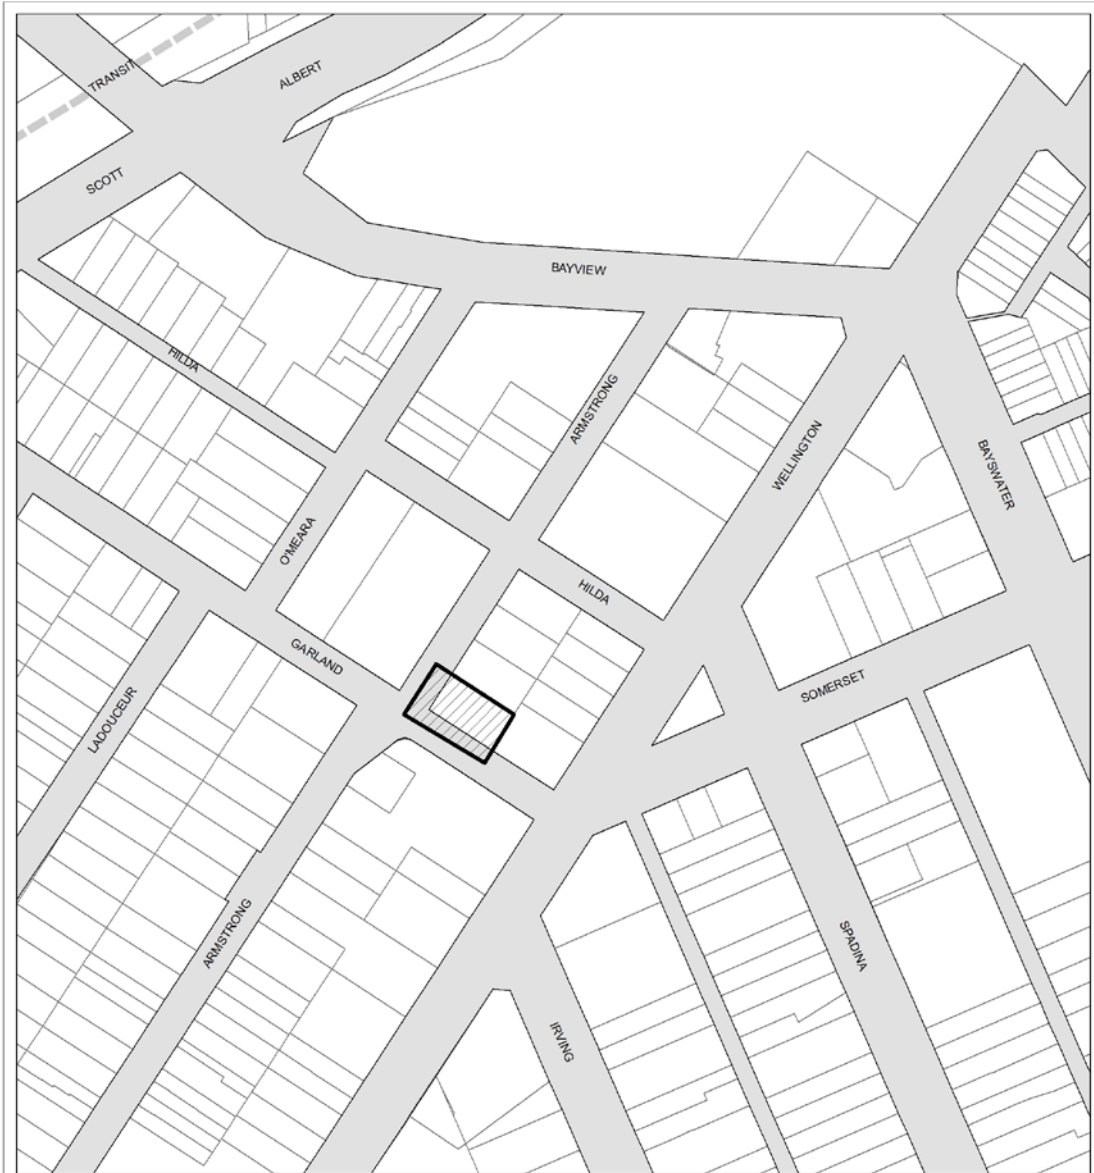 TRANSIT
ALBERT
SCOTT
BAYVIEW
HILDA
ARMSTRONG
WELLINGTON
BAYSWATER
O'MEARA
HILDA
GARLAND
SOMERSET
LADOUCEUR
ARMSTRONG
SPADINA
IRVING